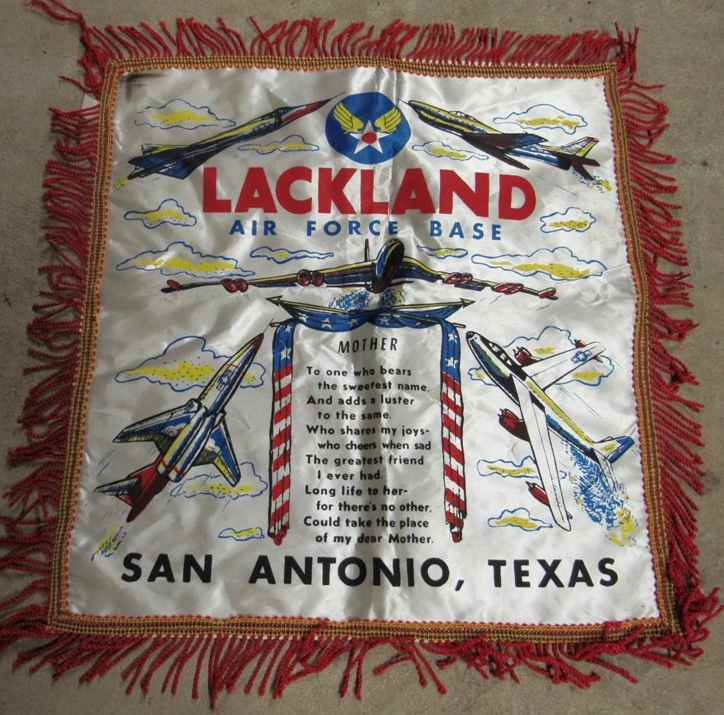 LACKLAND
AIR FORCE BASE
MOTHER
To one who bears
the sweetest name,
And adds a luster
to the same.
Who shares my joys-
who cheers when sad
The greatest friend
I ever had.
Long life to her-
for there's no other,
Could take the place
of my dear Mother.
SAN ANTONIO, TEXAS